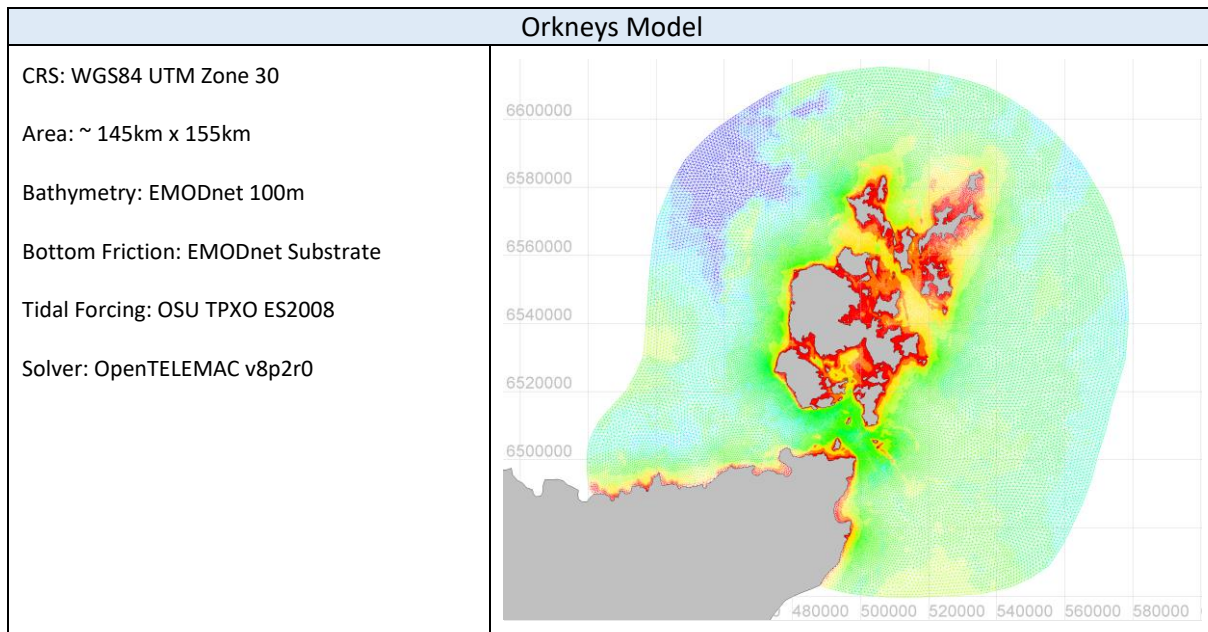 Orkneys Model
CRS: WGS84 UTM Zone 30
Area: ~ 145km x 155km
Bathymetry: EMODnet 100m
Bottom Friction: EMODnet Substrate
Tidal Forcing: OSU TPXO ES2008
Solver: OpenTELEMAC v8p2r0
6600000
6580000
6560000
6540000
6520000
6500000
480000 500000 520000 540000 560000 580000